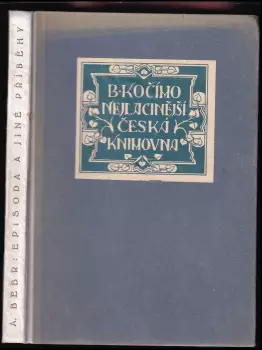 A. BEBR: EPISODA A JINÉ PŘÍBĚHY
B·KOČÍHO
NEJLACINĚJŠÍ
ČESKÁ
KNIHOVNA